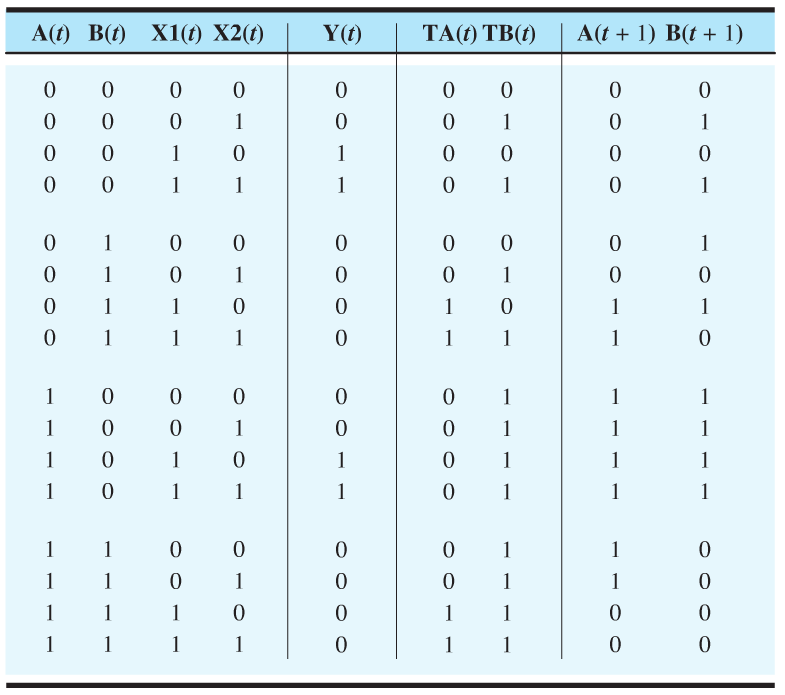 A(t) B(t) X1(t) X2(t) Y(t) TA(t) TB(t) A(t + 1) B(t + 1)
0 0 0 0 0 0 0 0 0
0 0 0 1 0 0 1 0 1
0 0 1 0 1 0 0 0 0
0 0 1 1 1 0 1 0 1
0 1 0 0 0 0 0 0 1
0 1 0 1 0 0 1 0 0
0 1 1 0 0 1 0 1 1
0 1 1 1 0 1 1 1 0
1 0 0 0 0 0 1 1 1
1 0 0 1 0 0 1 1 1
1 0 1 0 1 0 1 1 1
1 0 1 1 1 0 1 1 1
1 1 0 0 0 0 1 1 0
1 1 0 1 0 0 1 1 0
1 1 1 0 0 1 1 0 0
1 1 1 1 0 1 1 0 0